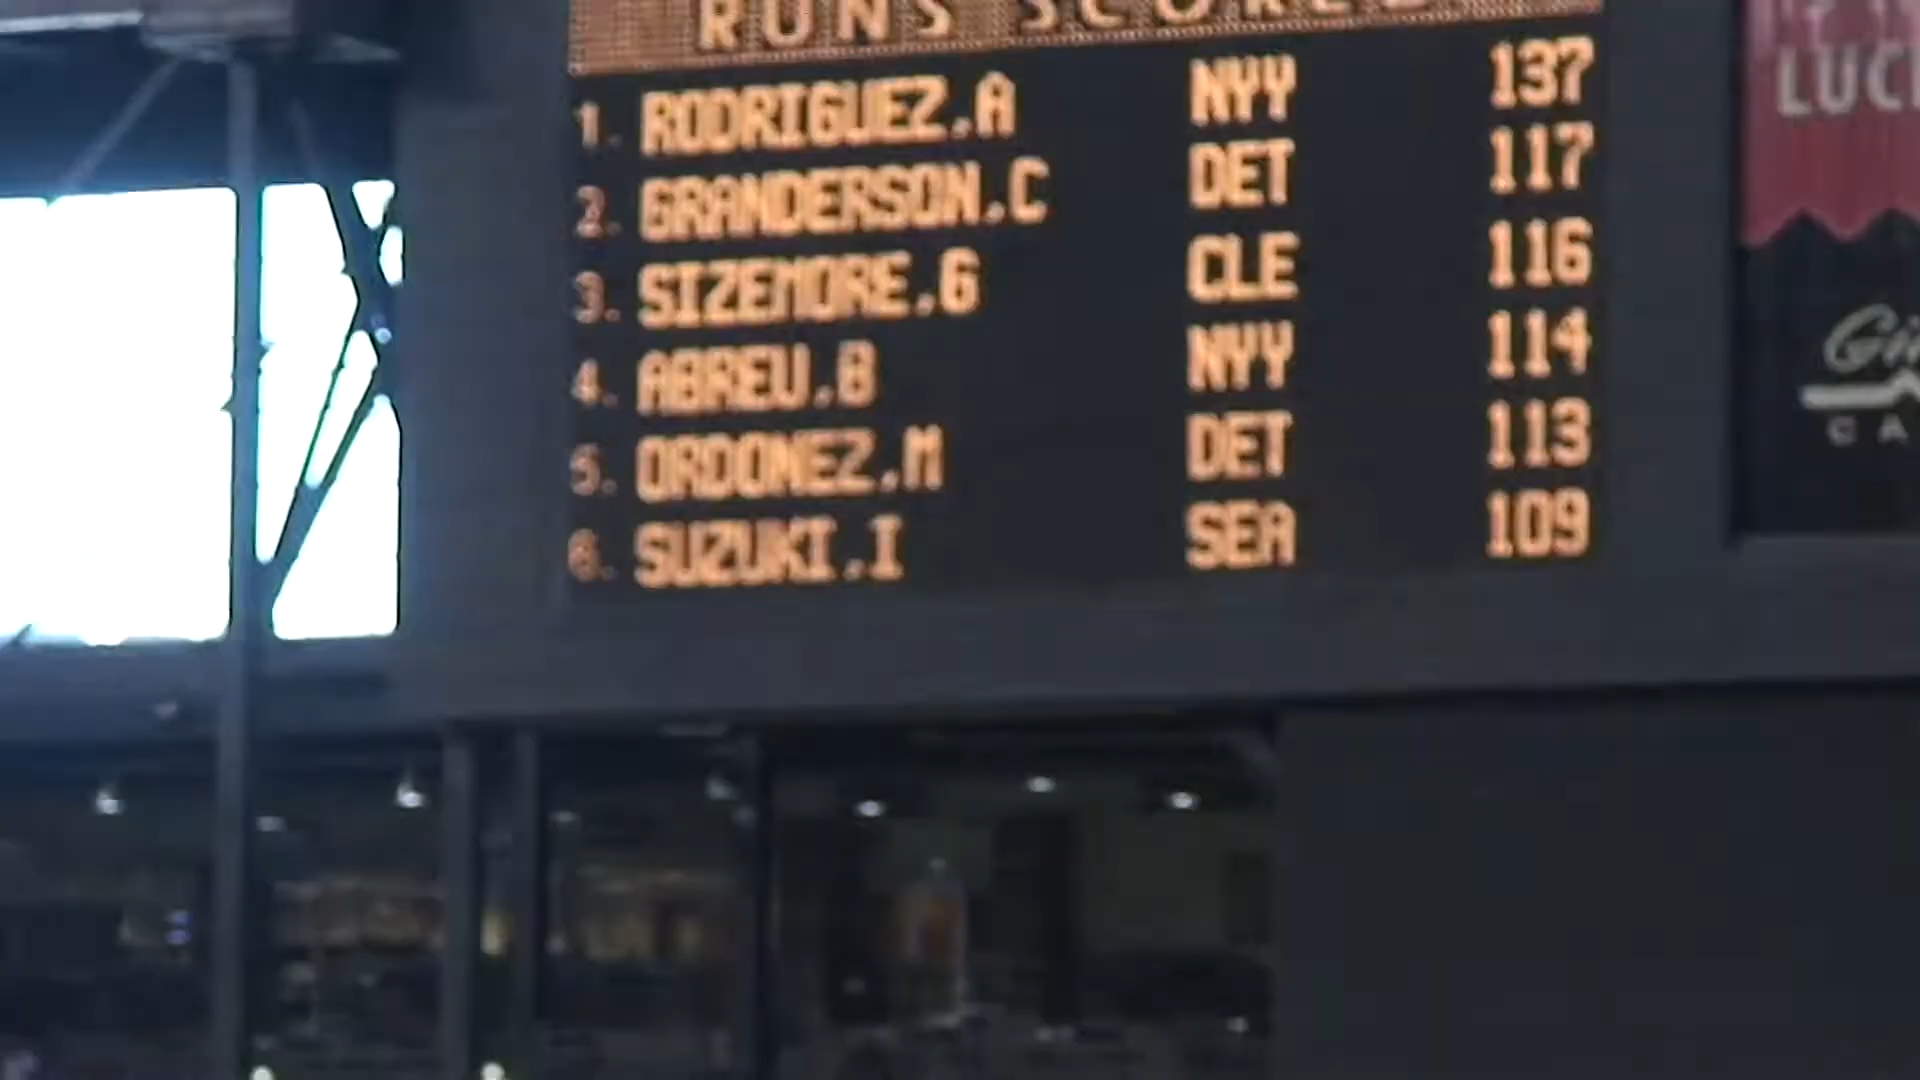 RUNS SCORED
1. RODRIGUEZ.A NYY 137
2. GRANDERSON.C DET 117
3. SIZEMORE.G CLE 116
4. ABREU.B NYY 114
5. ORDONEZ.M DET 113
6. SUZUKI.I SEA 109